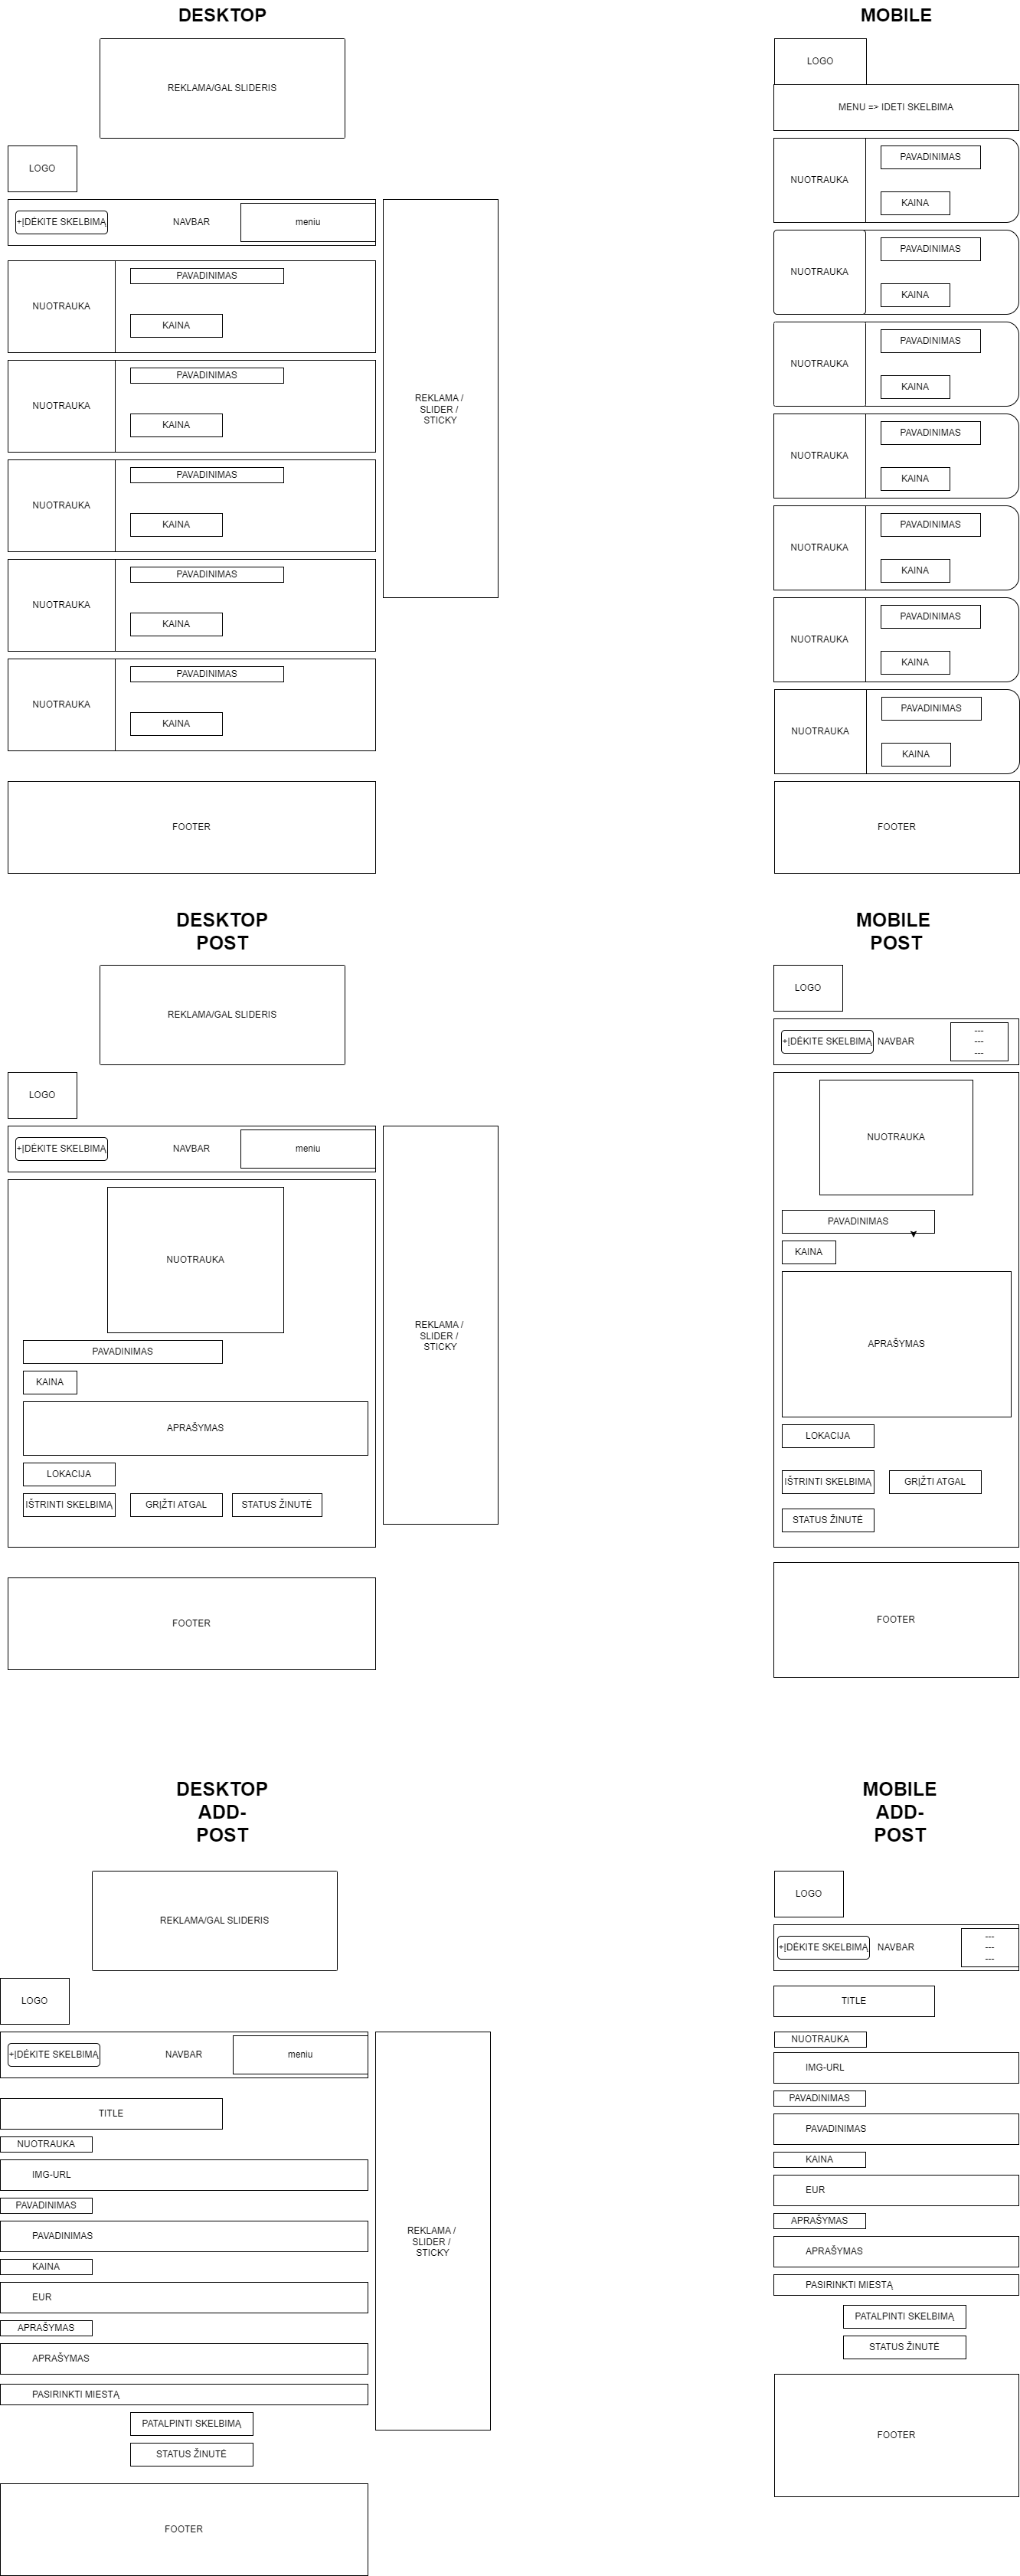 DESKTOP
REKLAMA/GAL SLIDERIS
LOGO
+ĮDĖKITE SKELBIMĄ
NAVBAR
meniu
NUOTRAUKA
PAVADINIMAS
KAINA
NUOTRAUKA
PAVADINIMAS
KAINA
NUOTRAUKA
PAVADINIMAS
KAINA
NUOTRAUKA
PAVADINIMAS
KAINA
NUOTRAUKA
PAVADINIMAS
KAINA
REKLAMA /
SLIDER /
STICKY
FOOTER
MOBILE
LOGO
MENU => IDETI SKELBIMA
NUOTRAUKA
PAVADINIMAS
KAINA
NUOTRAUKA
PAVADINIMAS
KAINA
NUOTRAUKA
PAVADINIMAS
KAINA
NUOTRAUKA
PAVADINIMAS
KAINA
NUOTRAUKA
PAVADINIMAS
KAINA
NUOTRAUKA
PAVADINIMAS
KAINA
NUOTRAUKA
PAVADINIMAS
KAINA
FOOTER
DESKTOP
POST
REKLAMA/GAL SLIDERIS
LOGO
+ĮDĖKITE SKELBIMĄ
NAVBAR
meniu
NUOTRAUKA
PAVADINIMAS
KAINA
APRAŠYMAS
LOKACIJA
IŠTRINTI SKELBIMĄ
GRĮŽTI ATGAL
STATUS ŽINUTĖ
REKLAMA /
SLIDER /
STICKY
FOOTER
MOBILE
POST
LOGO
+ĮDĖKITE SKELBIMĄ
NAVBAR
---
---
---
NUOTRAUKA
PAVADINIMAS
KAINA
APRAŠYMAS
LOKACIJA
IŠTRINTI SKELBIMĄ
GRĮŽTI ATGAL
STATUS ŽINUTĖ
FOOTER
DESKTOP
ADD-
POST
REKLAMA/GAL SLIDERIS
LOGO
+ĮDĖKITE SKELBIMĄ
NAVBAR
meniu
TITLE
NUOTRAUKA
IMG-URL
PAVADINIMAS
PAVADINIMAS
KAINA
EUR
APRAŠYMAS
APRAŠYMAS
PASIRINKTI MIESTĄ
PATALPINTI SKELBIMĄ
STATUS ŽINUTĖ
REKLAMA /
SLIDER /
STICKY
FOOTER
MOBILE
ADD-
POST
LOGO
+ĮDĖKITE SKELBIMĄ
NAVBAR
---
---
---
TITLE
NUOTRAUKA
IMG-URL
PAVADINIMAS
PAVADINIMAS
KAINA
EUR
APRAŠYMAS
APRAŠYMAS
PASIRINKTI MIESTĄ
PATALPINTI SKELBIMĄ
STATUS ŽINUTĖ
FOOTER